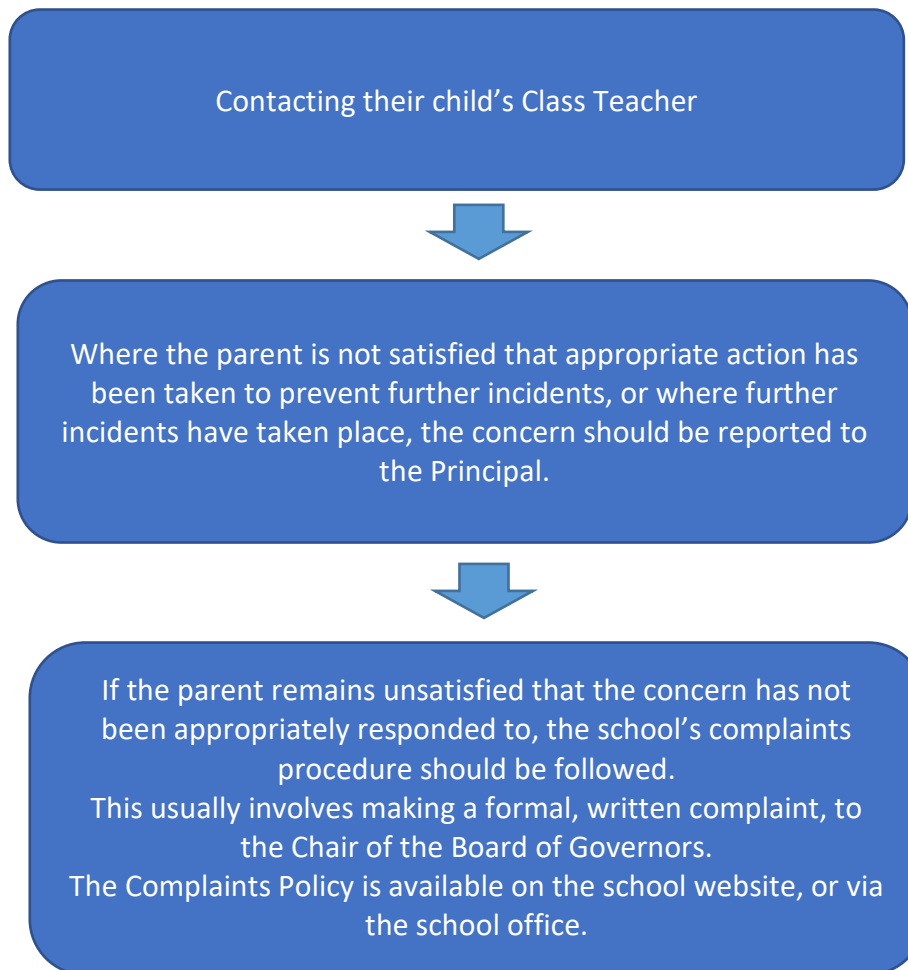 Contacting their child’s Class Teacher
Where the parent is not satisfied that appropriate action has
been taken to prevent further incidents, or where further
incidents have taken place, the concern should be reported to
the Principal.
If the parent remains unsatisfied that the concern has not
been appropriately responded to, the school’s complaints
procedure should be followed.
This usually involves making a formal, written complaint, to
the Chair of the Board of Governors.
The Complaints Policy is available on the school website, or via
the school office.